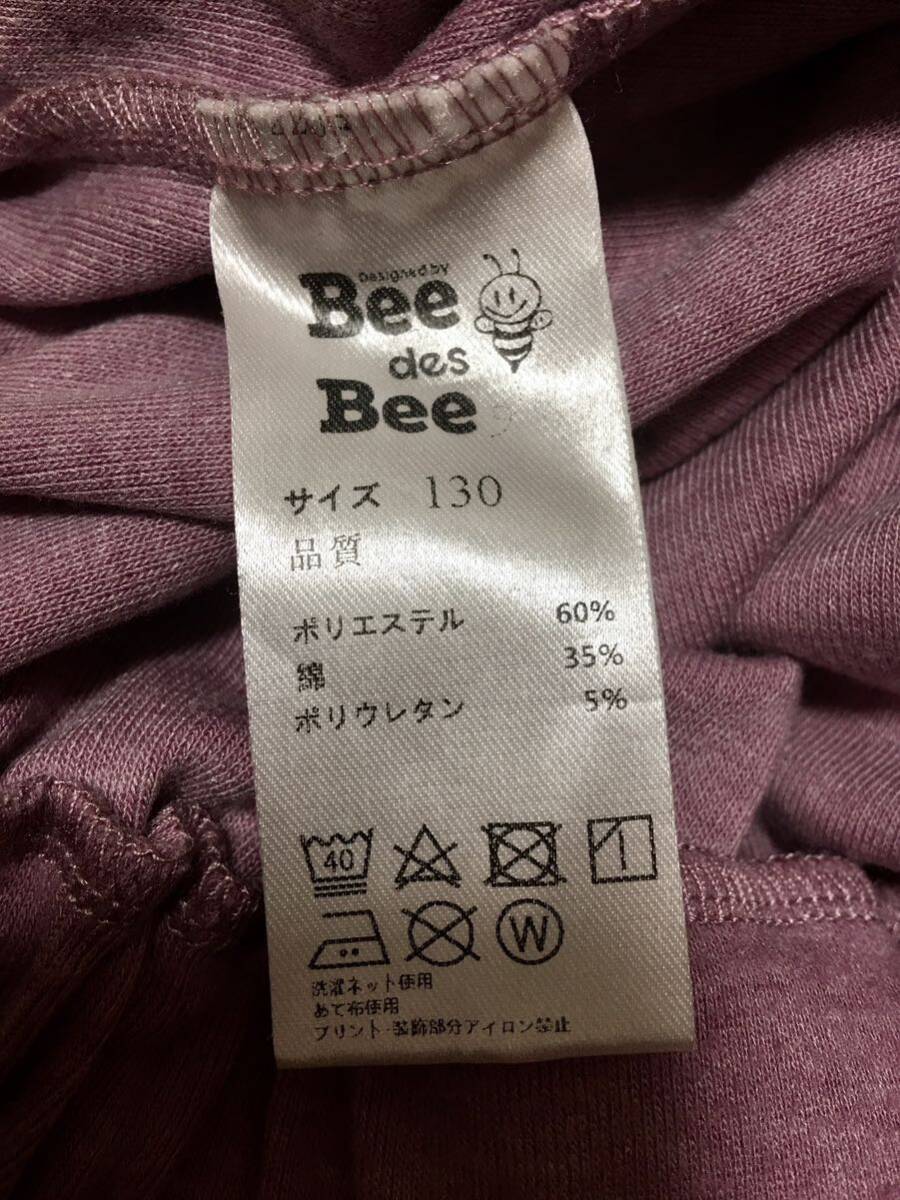 Designed by
Bee
des
Bee
サイズ 130
品質
ポリエステル 60%
綿 35%
ポリウレタン 5%
40
W
洗濯ネット使用
あて布使用
プリント・装飾部分アイロン禁止